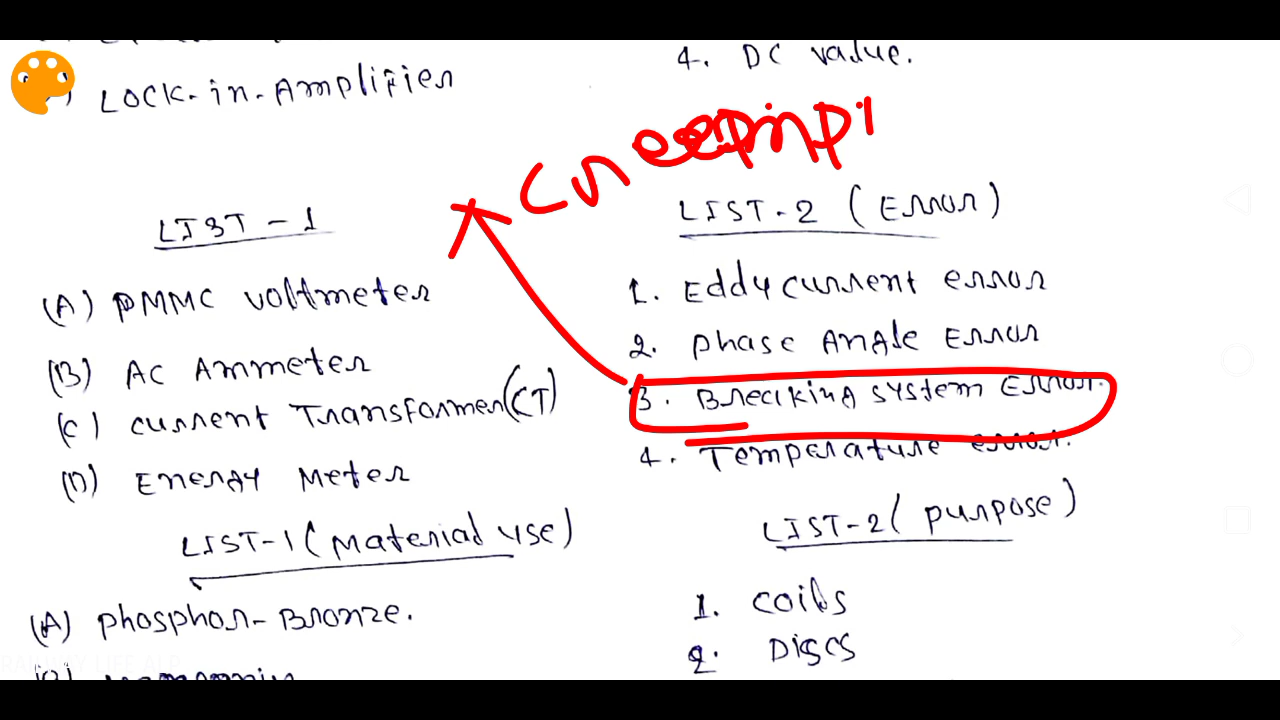 4. DC value.
LOCK-in-Amplifier
Creepinpi
LIST-1
LIST-2 (Error)
(A) PMMC voltmeter
1. Eddy current error
2. Phase Angle Error
(B) AC Ammeter
3. Breaking system Error.
(C) current Transformer (CT)
4. Temperature error.
(D) Energy Meter
LIST-1 (Material use)
LIST-2 (purpose)
(A) Phosphor-Bronze.
1. coils
2. Discs